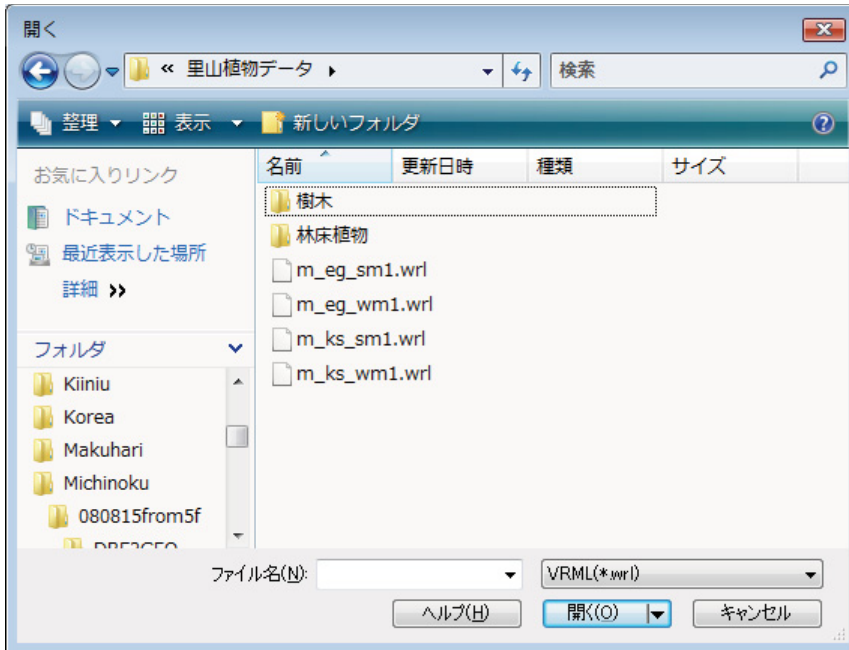 開く
« 里山植物データ
検索
整理 表示 新しいフォルダ
お気に入りリンク
ドキュメント
最近表示した場所
詳細 »
フォルダ
Kiiniu
Korea
Makuhari
Michinoku
080815from5f
名前 更新日時 種類 サイズ
樹木
林床植物
m_eg_sm1.wrl
m_eg_wm1.wrl
m_ks_sm1.wrl
m_ks_wm1.wrl
ファイル名(N): VRML(*.wrl)
ヘルプ(H) 開く(O) キャンセル